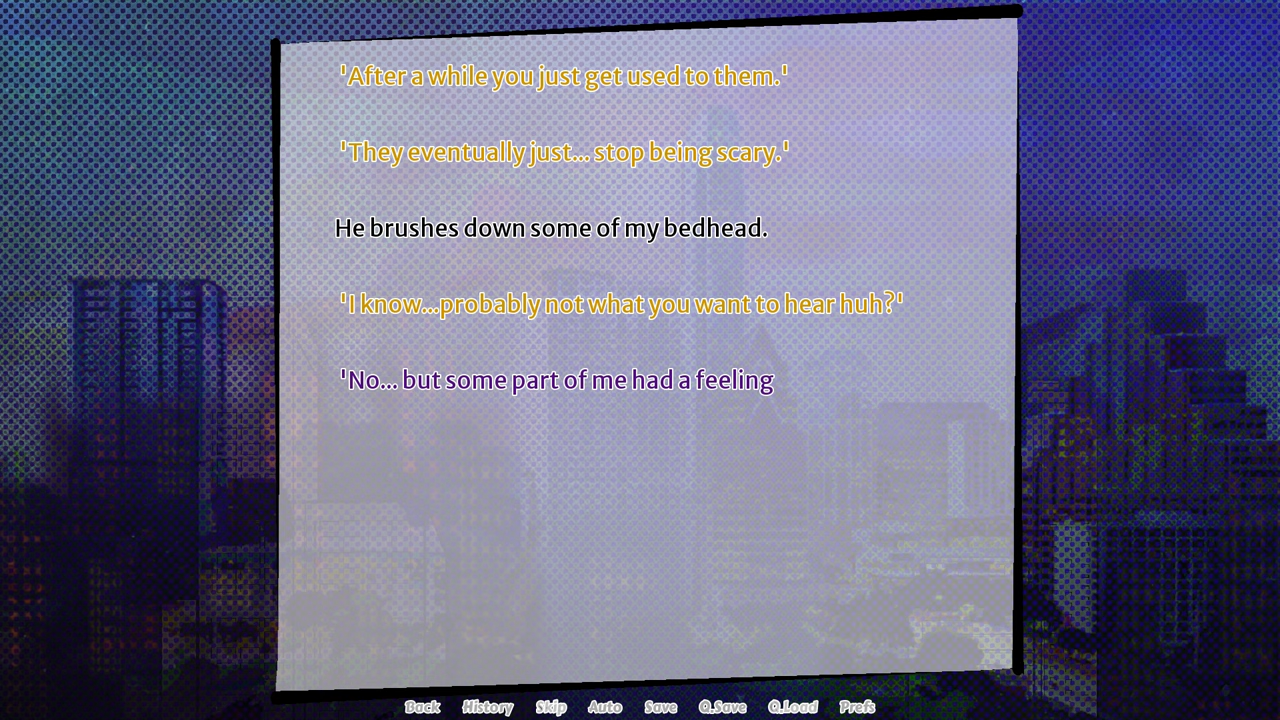 'After a while you just get used to them.'
'They eventually just... stop being scary.'
He brushes down some of my bedhead.
'I know...probably not what you want to hear huh?'
'No... but some part of me had a feeling
Back History Skip Auto Save Q.Save Q.Load Prefs